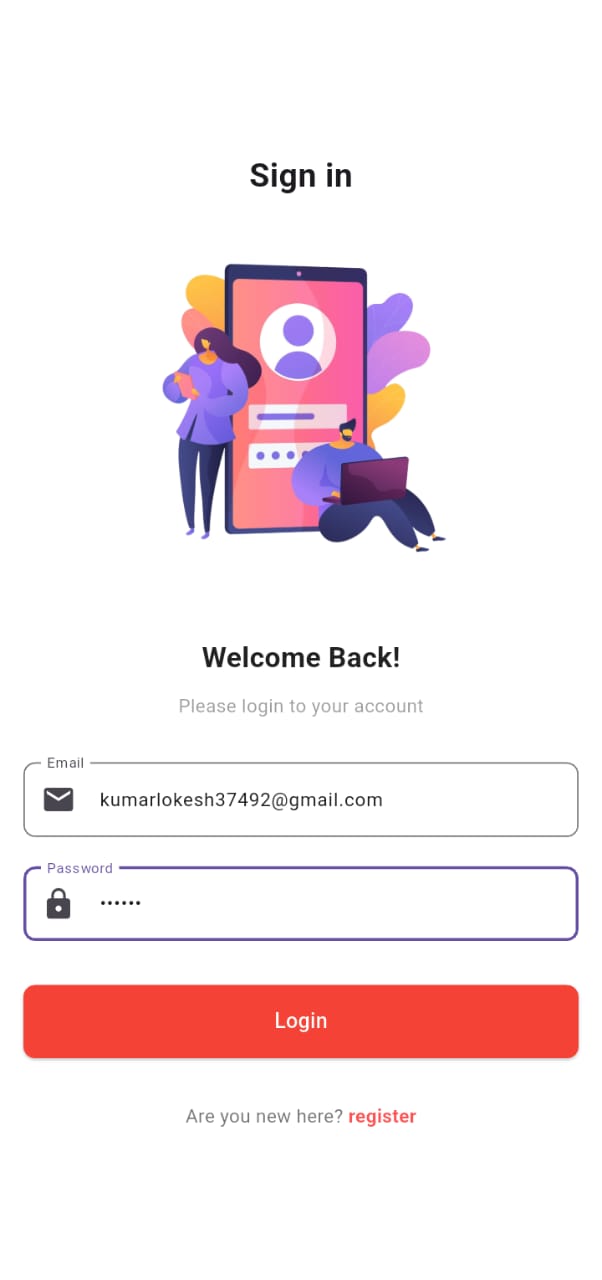 Sign in
Welcome Back!
Please login to your account
Email
kumarlokesh37492@gmail.com
Password
••••••
Login
Are you new here? register